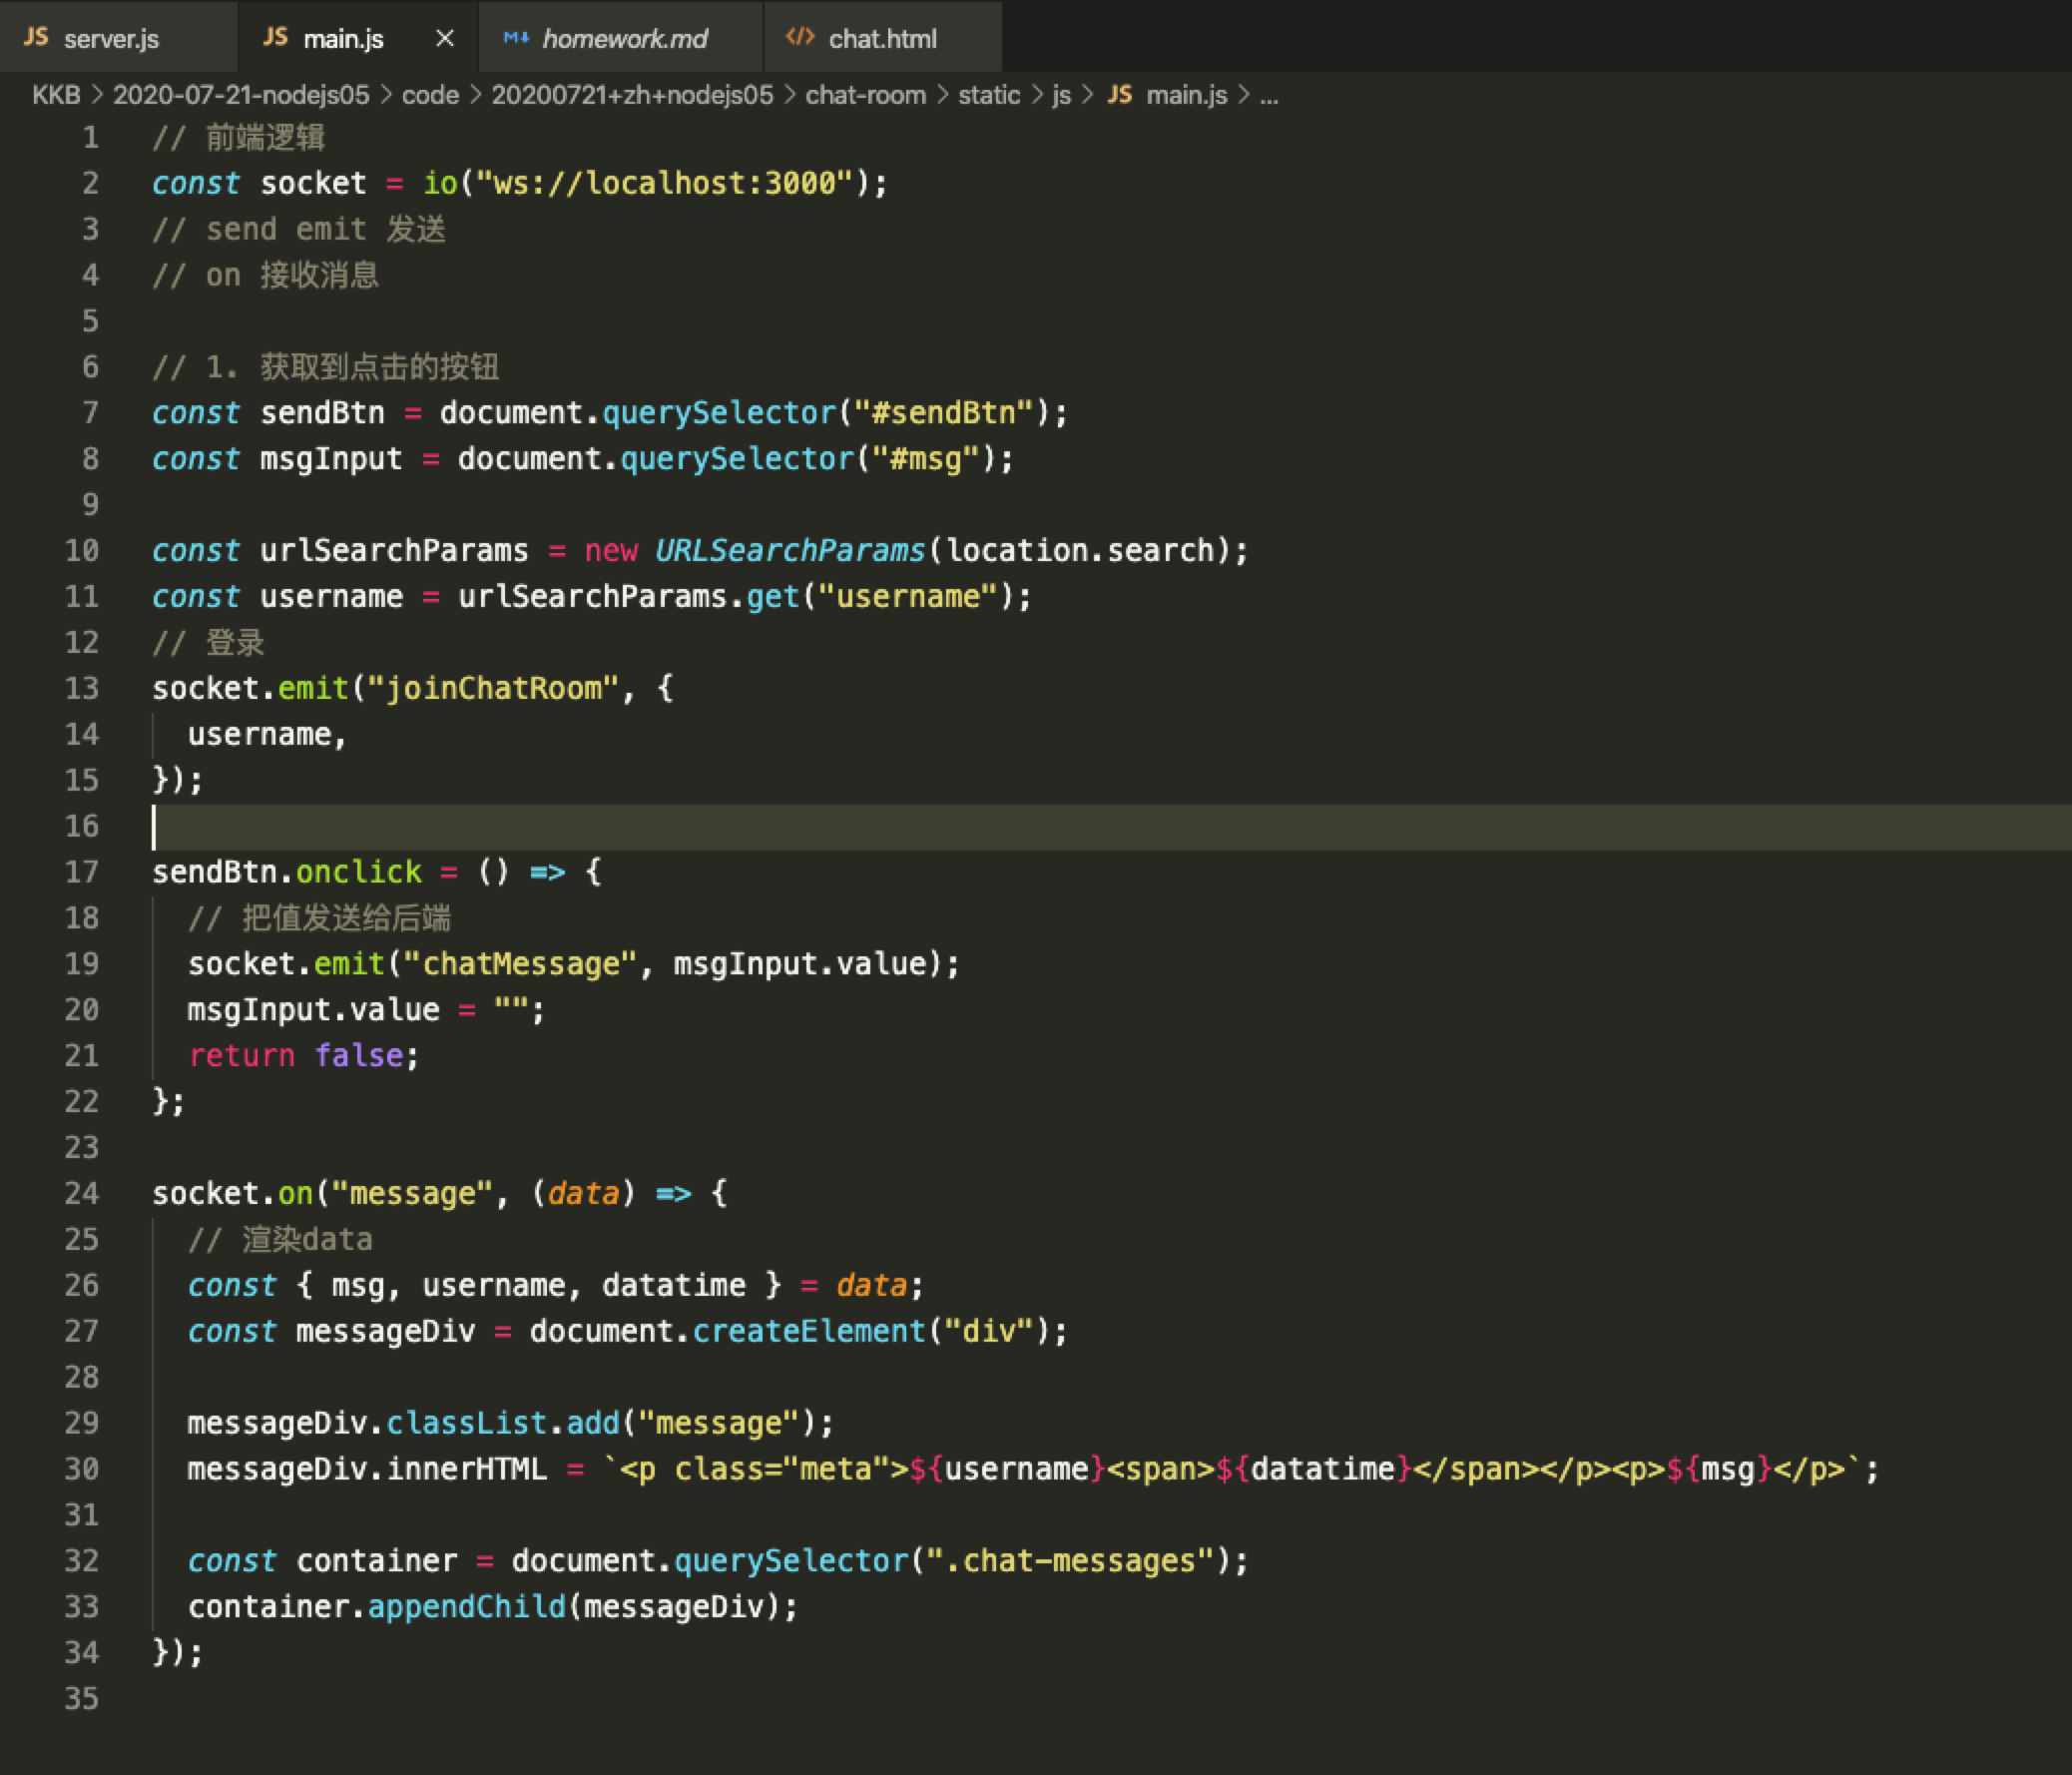 JS server.js JS main.js × M↓ homework.md </> chat.html
KKB > 2020-07-21-nodejs05 > code > 20200721+zh+nodejs05 > chat-room > static > js > JS main.js > ...
1 // 前端逻辑
2 const socket = io("ws://localhost:3000");
3 // send emit 发送
4 // on 接收消息
5
6 // 1. 获取到点击的按钮
7 const sendBtn = document.querySelector("#sendBtn");
8 const msgInput = document.querySelector("#msg");
9
10 const urlSearchParams = new URLSearchParams(location.search);
11 const username = urlSearchParams.get("username");
12 // 登录
13 socket.emit("joinChatRoom", {
14 username,
15 });
16
17 sendBtn.onclick = () => {
18 // 把值发送给后端
19 socket.emit("chatMessage", msgInput.value);
20 msgInput.value = "";
21 return false;
22 };
23
24 socket.on("message", (data) => {
25 // 渲染data
26 const { msg, username, datatime } = data;
27 const messageDiv = document.createElement("div");
28
29 messageDiv.classList.add("message");
30 messageDiv.innerHTML = `<p class="meta">${username}<span>${datatime}</span></p><p>${msg}</p>`;
31
32 const container = document.querySelector(".chat-messages");
33 container.appendChild(messageDiv);
34 });
35